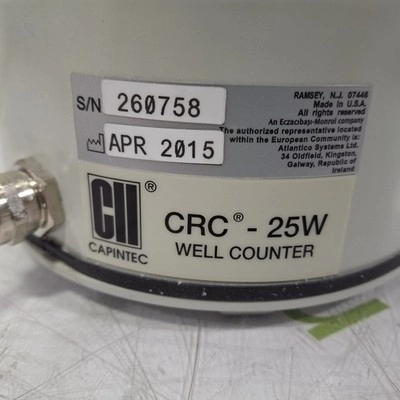 S/N 260758
APR 2015
RAMSEY, N.J. 07446
Made in U.S.A.
All rights reserved
An Eczacıbaşı-Monrol company
The authorized representative located
within the European Community is:
Atlantico Systems Ltd.
34 Oldfield, Kingston,
Galway, Republic of
Ireland
CII®
CAPINTEC
CRC® - 25W
WELL COUNTER